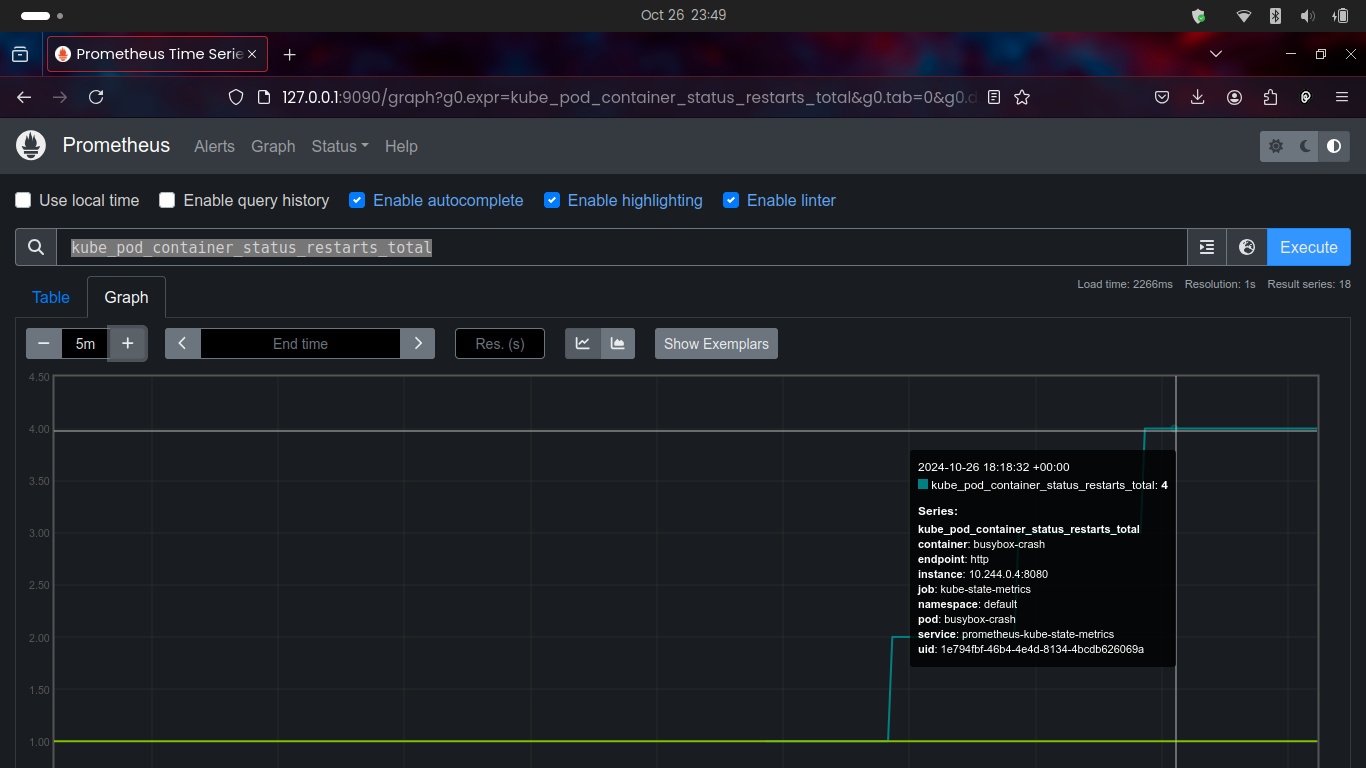 Oct 26 23:49
Prometheus Time Serie
127.0.0.1:9090/graph?g0.expr=kube_pod_container_status_restarts_total&g0.tab=0&g0.d
Prometheus Alerts Graph Status Help
Use local time Enable query history Enable autocomplete Enable highlighting Enable linter
kube_pod_container_status_restarts_total Execute
Load time: 2266ms Resolution: 1s Result series: 18
Table Graph
5m End time Res. (s) Show Exemplars
4.50
4.00
2024-10-26 18:18:32 +00:00
3.50
kube_pod_container_status_restarts_total: 4
Series:
kube_pod_container_status_restarts_total
3.00
container: busybox-crash
endpoint: http
instance: 10.244.0.4:8080
2.50
job: kube-state-metrics
namespace: default
pod: busybox-crash
2.00
service: prometheus-kube-state-metrics
uid: 1e794fbf-46b4-4e4d-8134-4bcdb626069a
1.50
1.00